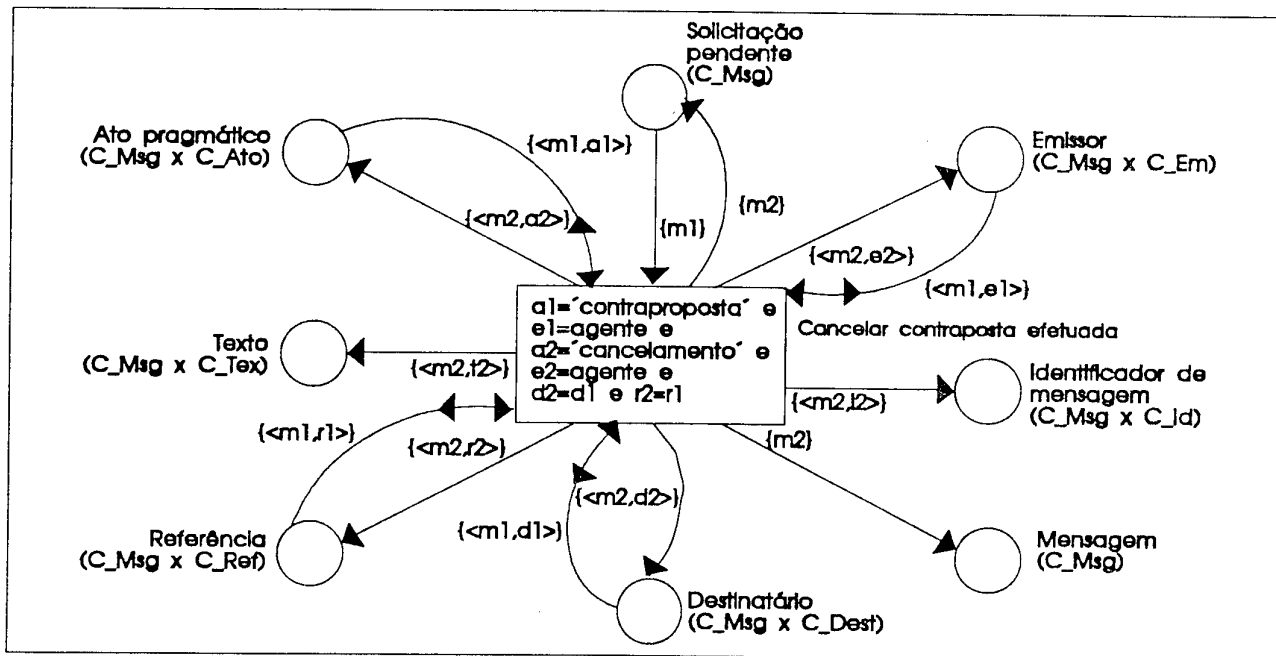 Solicitação
pendente
(C_Msg)
Ato pragmático
(C_Msg x C_Ato)
{<m1,a1>}
Emissor
(C_Msg x C_Em)
{<m2,a2>}
{m1}
{m2}
{<m2,e2>}
{<m1,e1>}
a1=´contraproposta´ e
e1=agente e
a2=´cancelamento´ e
e2=agente e
d2=d1 e r2=r1
Cancelar contraposta efetuada
Texto
(C_Msg x C_Tex)
{<m2,t2>}
Identificador de
mensagem
(C_Msg x C_Id)
{<m2,i2>}
{<m1,r1>}
{<m2,r2>}
{m2}
{<m2,d2>}
{<m1,d1>}
Referência
(C_Msg x C_Ref)
Mensagem
(C_Msg)
Destinatário
(C_Msg x C_Dest)